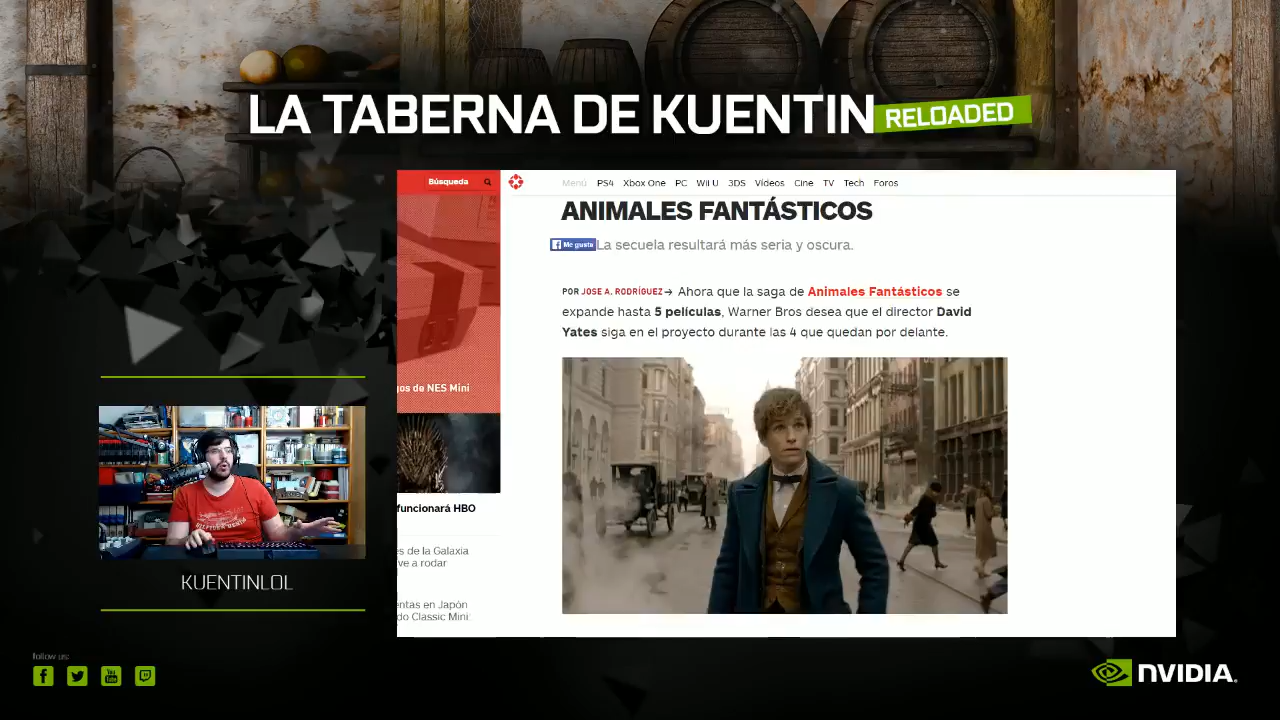 LA TABERNA DE KUENTIN
RELOADED
Búsqueda
Menú PS4 Xbox One PC Wii U 3DS Vídeos Cine TV Tech Foros
ANIMALES FANTÁSTICOS
Me gusta
La secuela resultará más seria y oscura.
POR JOSE A. RODRÍGUEZ → Ahora que la saga de Animales Fantásticos se
expande hasta 5 películas, Warner Bros desea que el director David
Yates siga en el proyecto durante las 4 que quedan por delante.
gos de NES Mini
funcionará HBO
es de la Galaxia
ve a rodar
entas en Japón
do Classic Mini:
KUENTINLOL
follow us:
You
NVIDIA